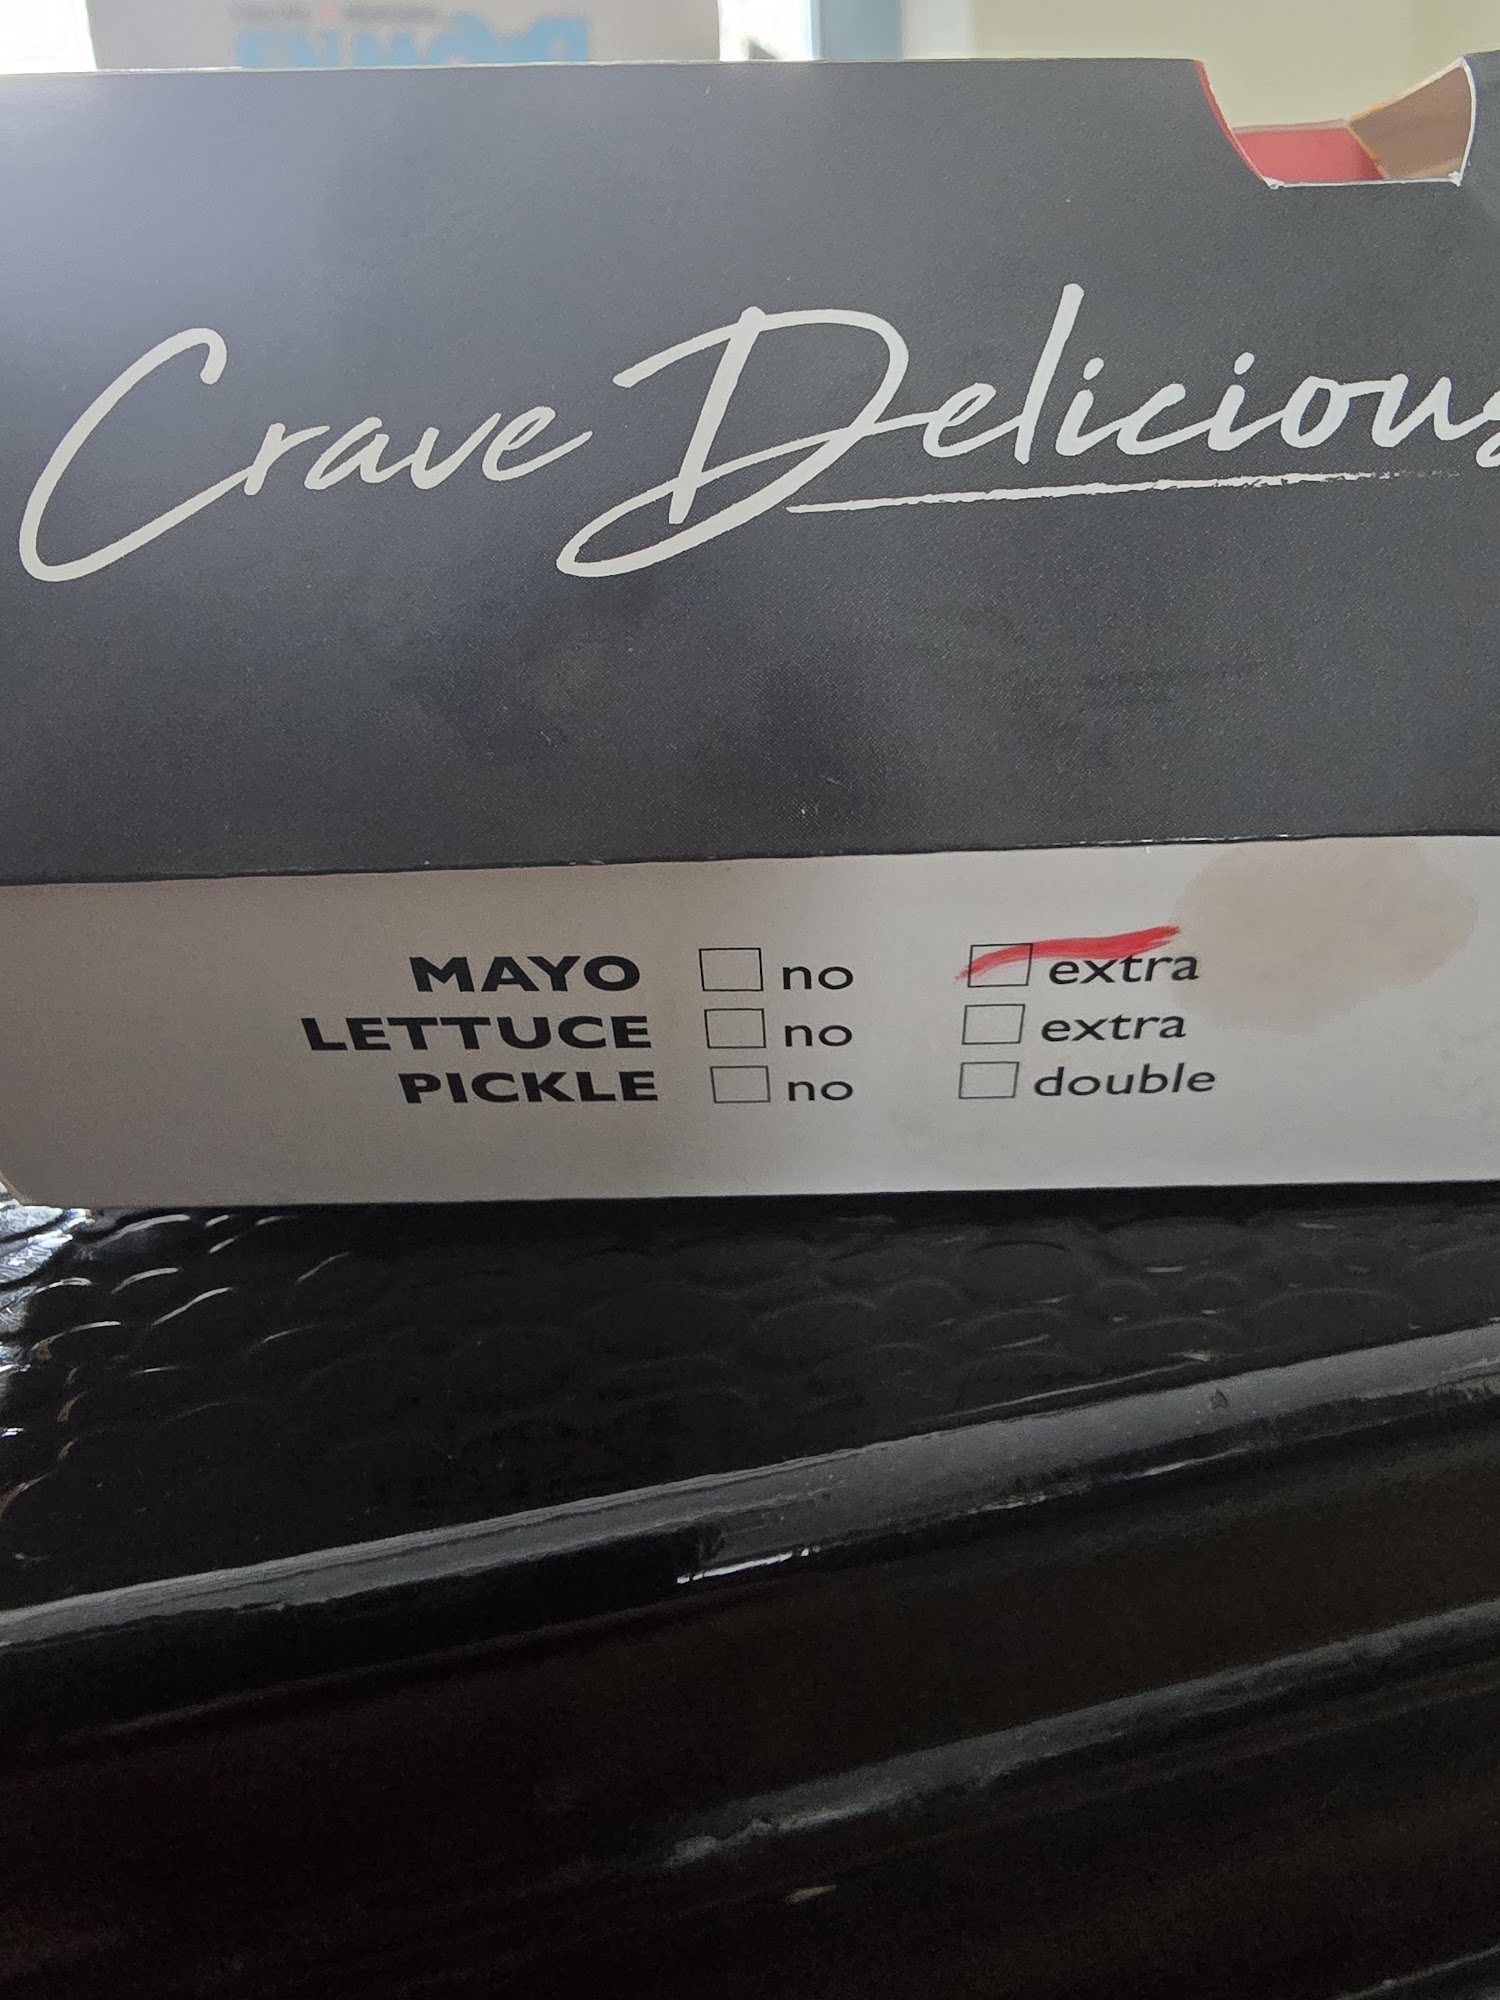 Crave Delicious
MAYO no extra
LETTUCE no extra
PICKLE no double